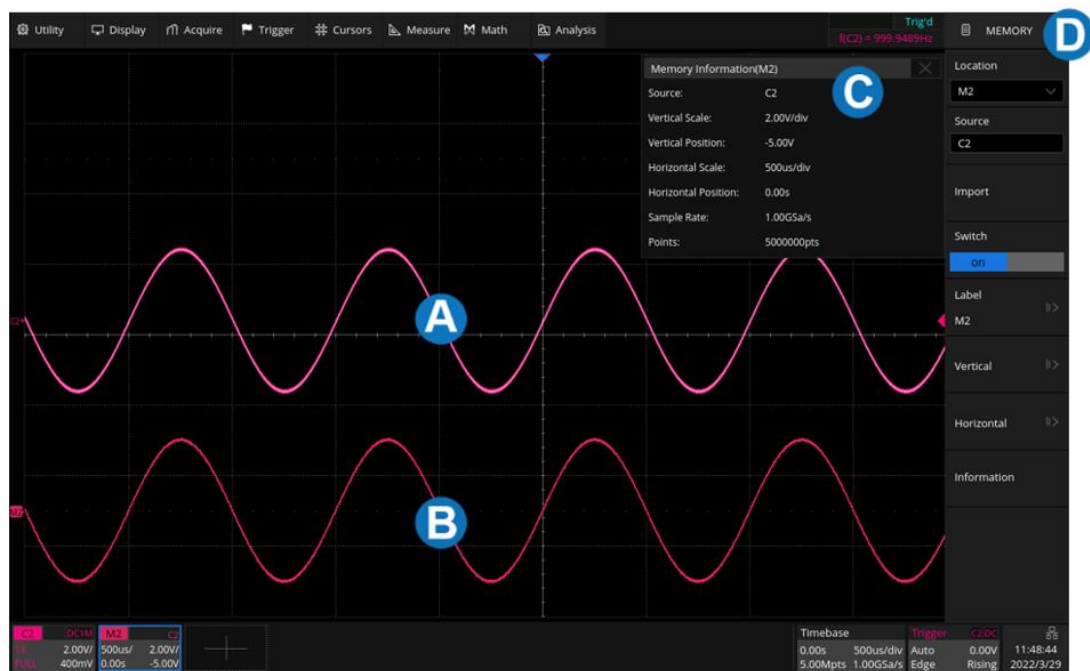 Utility Display Acquire Trigger Cursors Measure Math Analysis
Trig'd
f(C2) = 999.9489Hz
MEMORY
D
Location
M2
Source
C2
Import
Switch
on
Label
M2
Vertical
Horizontal
Information
Memory Information(M2)
C
Source: C2
Vertical Scale: 2.00V/div
Vertical Position: -5.00V
Horizontal Scale: 500us/div
Horizontal Position: 0.00s
Sample Rate: 1.00GSa/s
Points: 5000000pts
A
C2
B
M2
C2 DC1M
1X 2.00V/
FULL 400mV
M2 C2
500us/ 2.00V/
0.00s -5.00V
Timebase
0.00s 500us/div
5.00Mpts 1.00GSa/s
Trigger C2:DC
Auto 0.00V
Edge Rising
11:48:44
2022/3/29